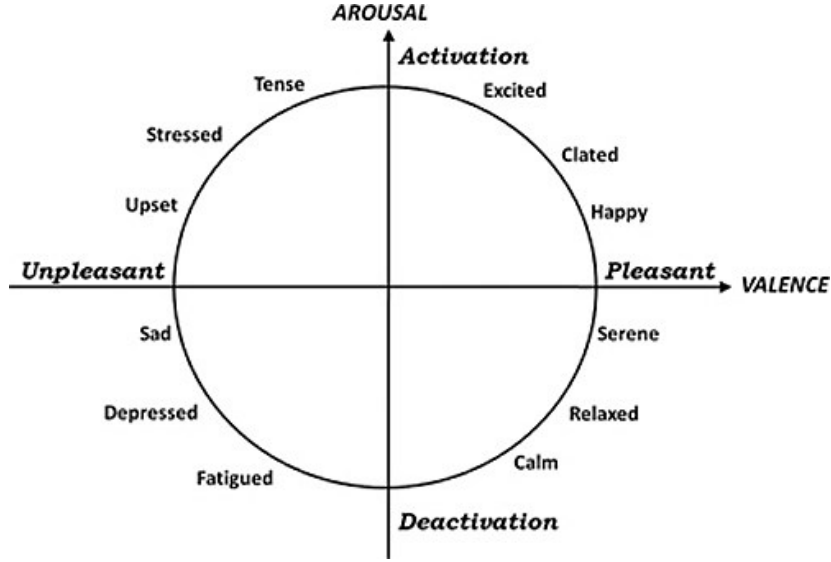 AROUSAL
Activation
Tense
Excited
Stressed
Clated
Upset
Happy
Unpleasant
Pleasant
VALENCE
Sad
Serene
Depressed
Relaxed
Calm
Fatigued
Deactivation